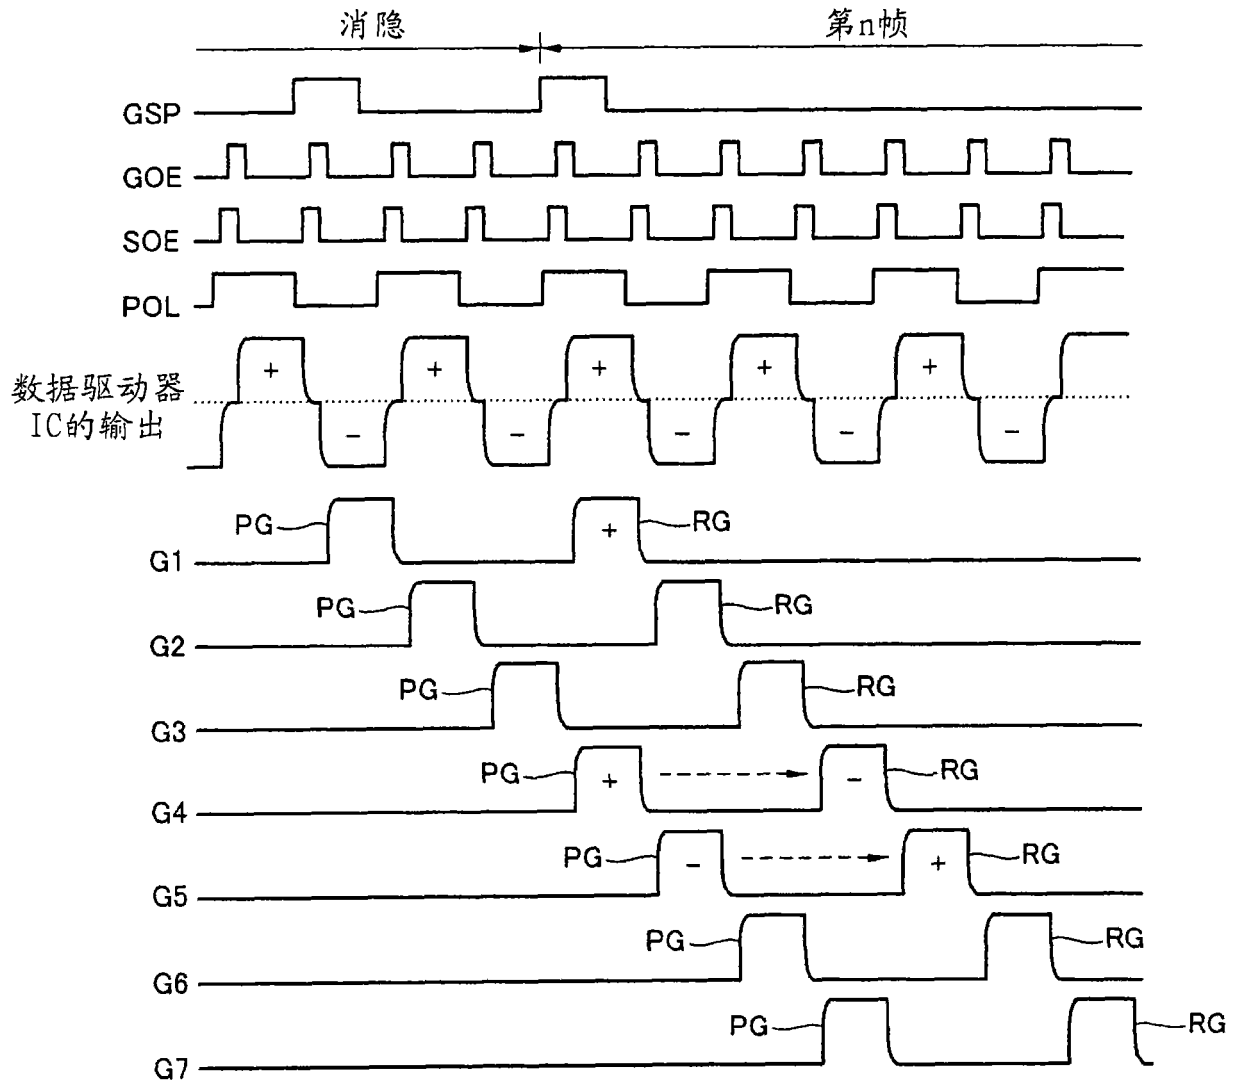 消隐 第n帧
GSP
GOE
SOE
POL
数据驱动器
IC的输出
+ + + + +
- - - - -
PG + RG
G1
PG RG
G2
PG RG
G3
PG + - RG
G4
PG - + RG
G5
PG RG
G6
PG RG
G7